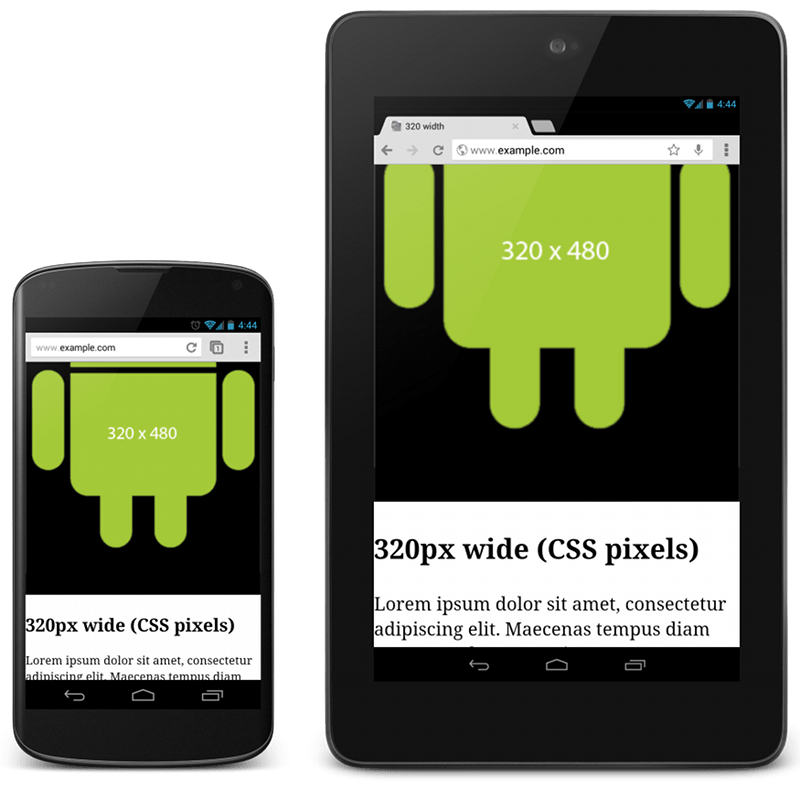 4:44
www.example.com
1
320 x 480
320px wide (CSS pixels)
Lorem ipsum dolor sit amet, consectetur
adipiscing elit. Maecenas tempus diam
4:44
320 width
www.example.com
320 x 480
320px wide (CSS pixels)
Lorem ipsum dolor sit amet, consectetur
adipiscing elit. Maecenas tempus diam